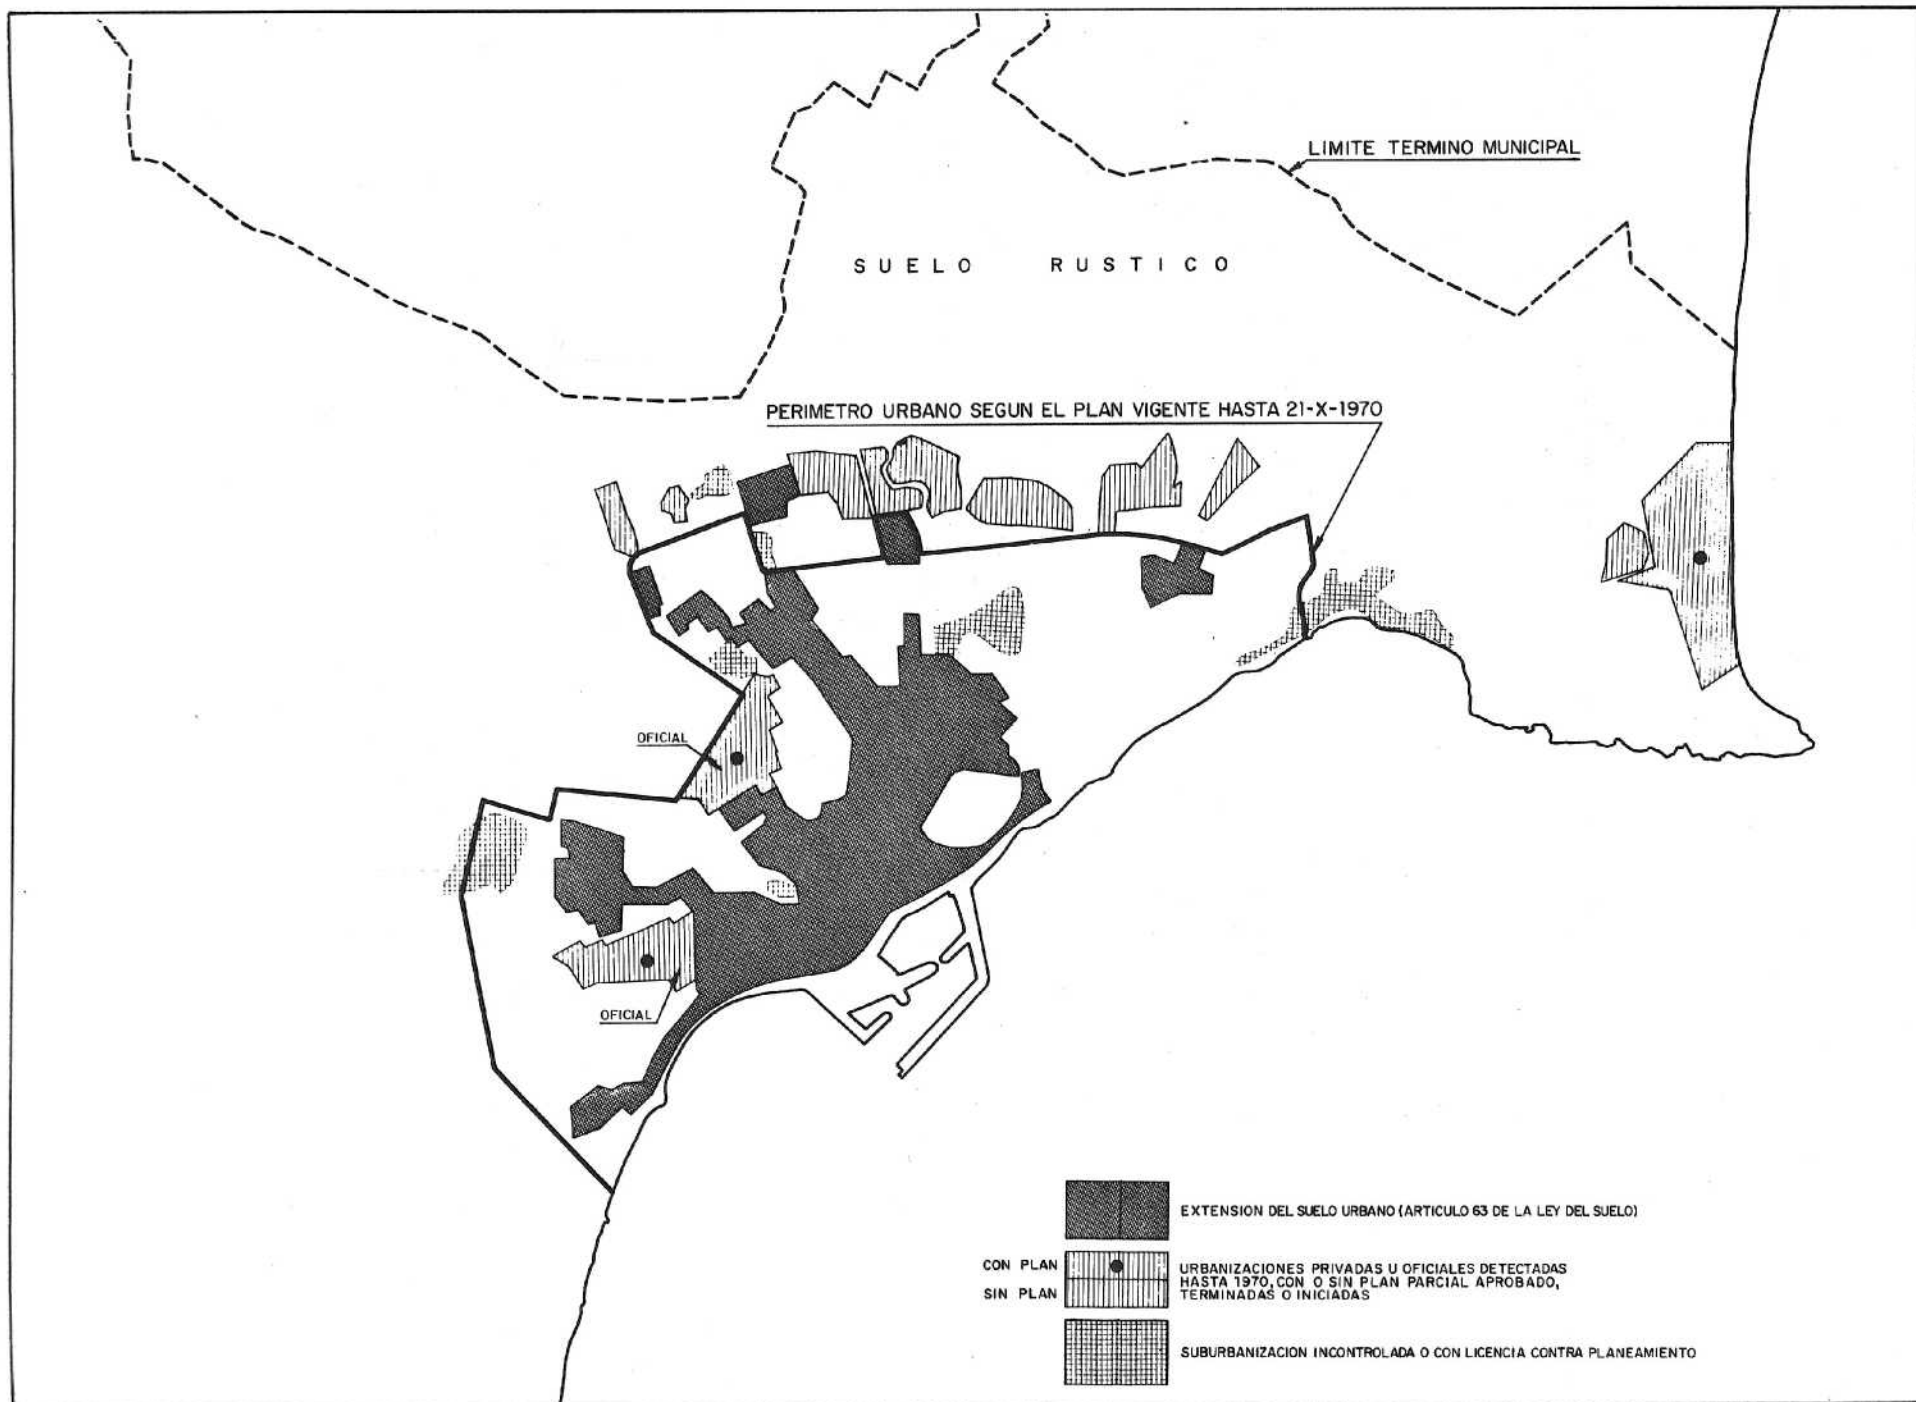 LIMITE TERMINO MUNICIPAL
SUELO RUSTICO
PERIMETRO URBANO SEGUN EL PLAN VIGENTE HASTA 21-X-1970
OFICIAL
OFICIAL
EXTENSION DEL SUELO URBANO (ARTICULO 63 DE LA LEY DEL SUELO)
CON PLAN
SIN PLAN
URBANIZACIONES PRIVADAS U OFICIALES DETECTADAS
HASTA 1970, CON O SIN PLAN PARCIAL APROBADO,
TERMINADAS O INICIADAS
SUBURBANIZACION INCONTROLADA O CON LICENCIA CONTRA PLANEAMIENTO